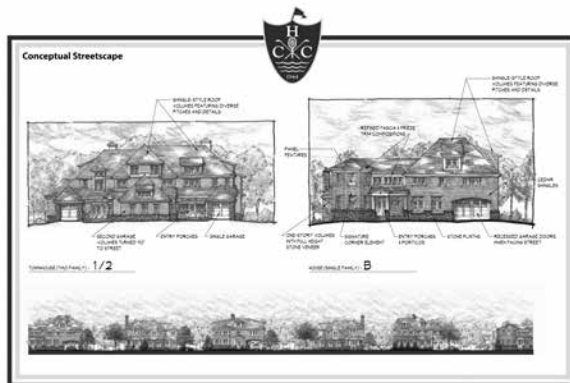 H
C C
Conceptual Streetscape
SHINGLE-STYLE ROOF
VOLUMES FEATURING DIVERSE
PITCHES AND DETAILS
SECOND GARAGE
VOLUMES TURNED 90°
TO STREET
ENTRY PORCHES
SINGLE GARAGE
TOWNHOUSE (TWO FAMILY) - 1/2
SHINGLE-STYLE ROOF
VOLUMES FEATURING DIVERSE
PITCHES AND DETAILS
REFINED FASCIA & FRIEZE
TRIM COMPOSITIONS
PANEL
FEATURES
CEDAR
SHINGLES
ONE-STORY VOLUMES
WITH FULL HEIGHT
STONE VENEER
SIGNATURE
CORNER ELEMENT
ENTRY PORCHES
& PORTICOS
STONE PLINTHS
RECESSED GARAGE DOORS
WHEN FACING STREET
HOUSE (SINGLE FAMILY) - B